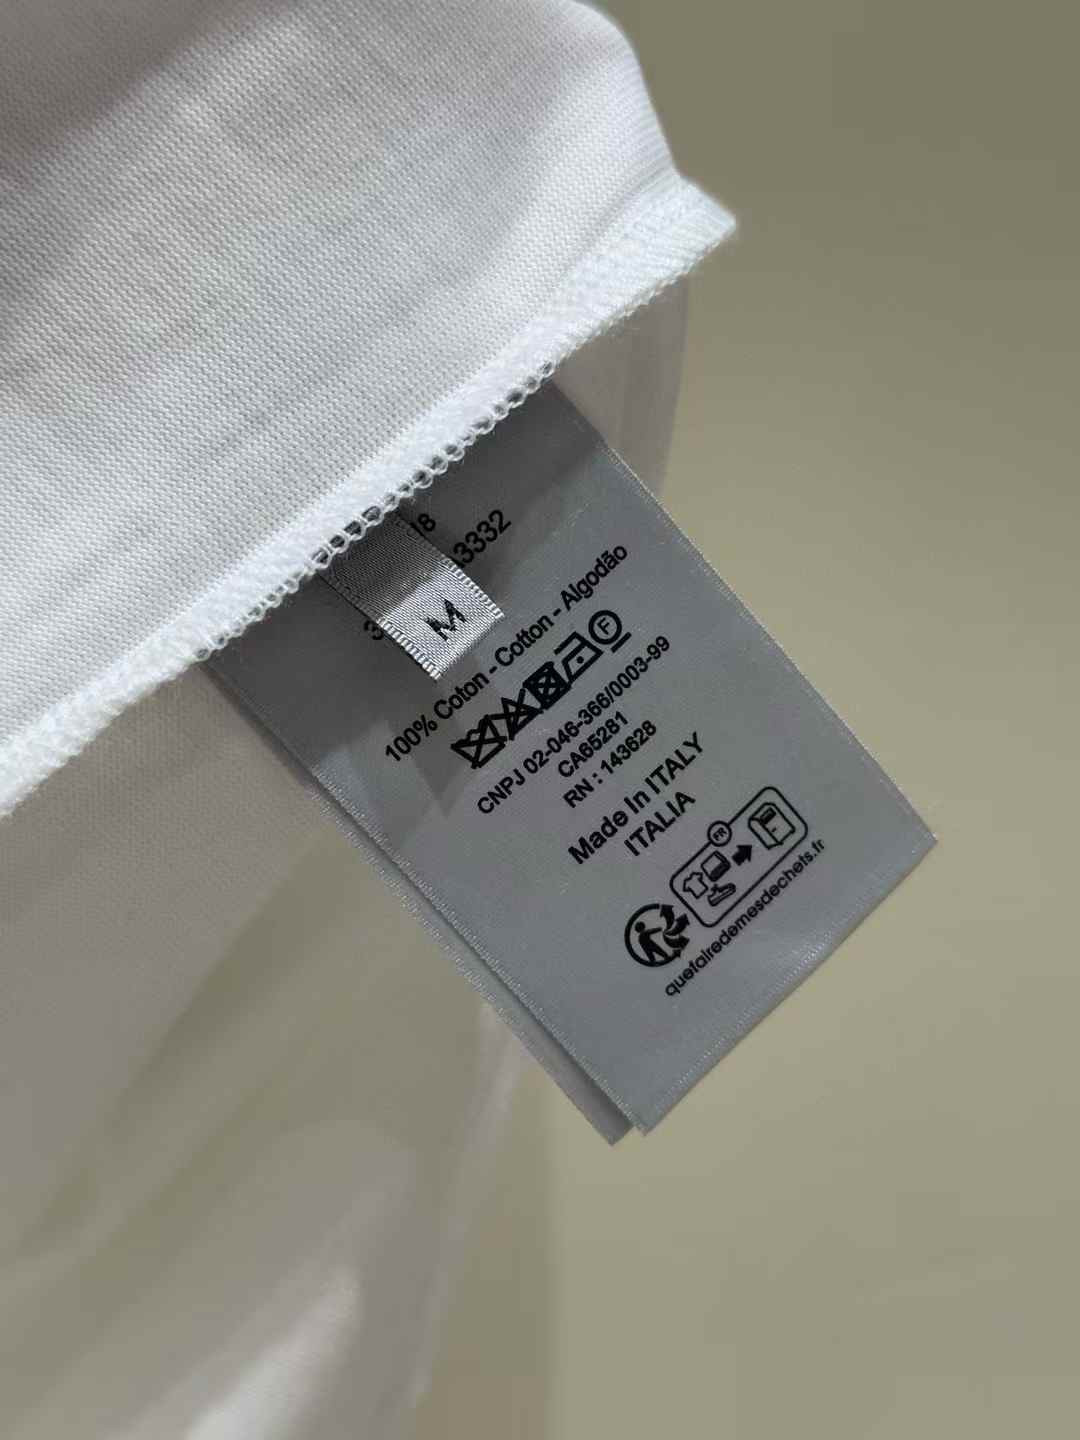 M
3332
100% Coton - Cotton - Algodão
F
CNPJ 02-046-366/0003-99
CA65281
RN : 143628
Made In ITALY
ITALIA
FR
quefairedemesdechets.fr